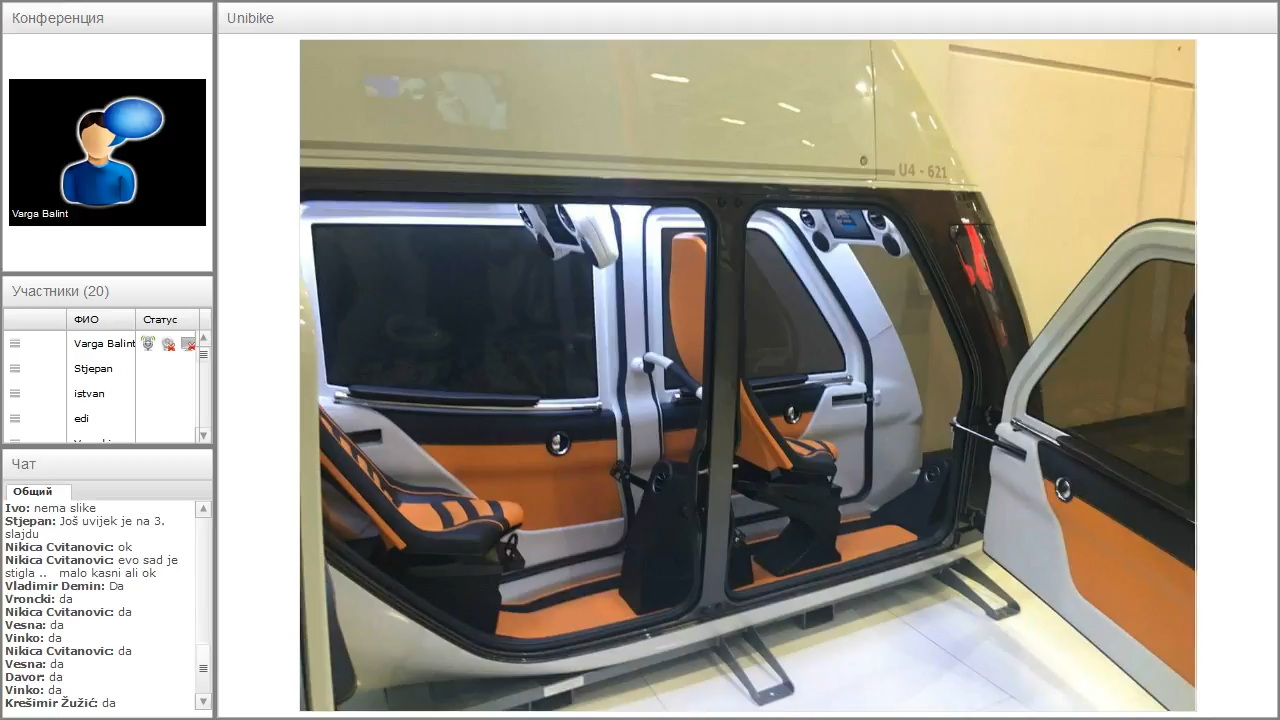 Конференция
Varga Balint
Участники (20)
ФИО
Статус
Varga Balint
Stjepan
istvan
edi
Чат
Общий
Ivo: nema slike
Stjepan: Još uvijek je na 3.
slajdu
Nikica Cvitanovic: ok
Nikica Cvitanovic: evo sad je
stigla .. malo kasni ali ok
Vladimir Demin: Da
Vroncki: da
Nikica Cvitanovic: da
Vesna: da
Vinko: da
Nikica Cvitanovic: da
Vesna: da
Davor: da
Vinko: da
Krešimir Žužić: da
Unibike
U4 - 621